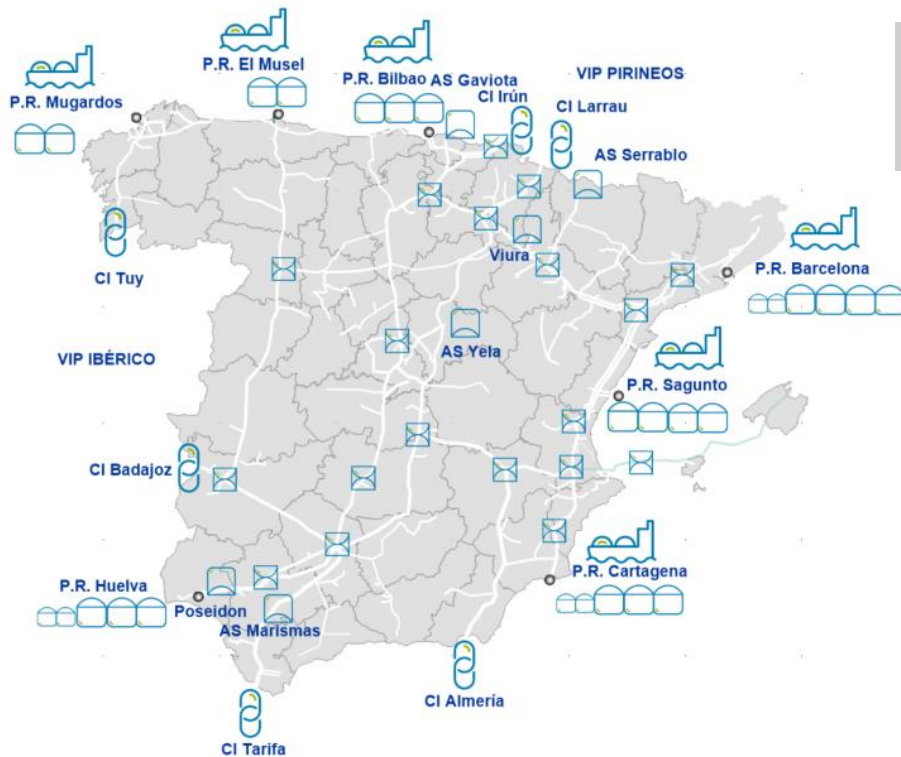 P.R. El Musel
P.R. Mugardos
P.R. Bilbao
AS Gaviota
VIP PIRINEOS
CI Irún
CI Larrau
AS Serrablo
CI Tuy
Viura
P.R. Barcelona
VIP IBÉRICO
AS Yela
P.R. Sagunto
CI Badajoz
P.R. Huelva
Poseidon
AS Marismas
P.R. Cartagena
CI Almería
CI Tarifa